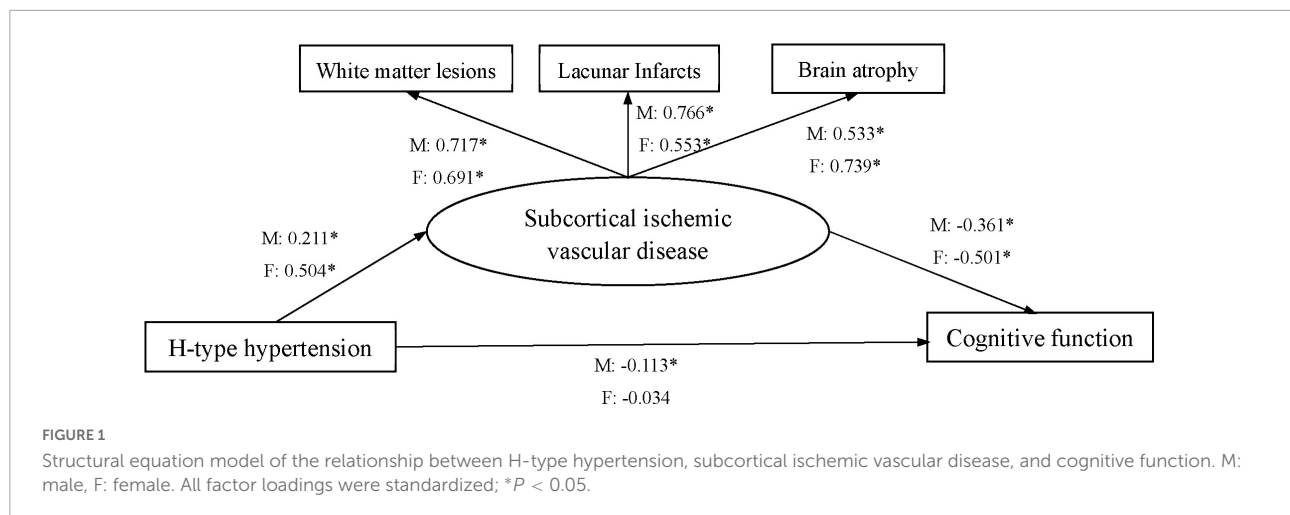 White matter lesions
Lacunar Infarcts
Brain atrophy
M: 0.717*
F: 0.691*
M: 0.766*
F: 0.553*
M: 0.533*
F: 0.739*
Subcortical ischemic
vascular disease
M: 0.211*
F: 0.504*
M: -0.361*
F: -0.501*
H-type hypertension
Cognitive function
M: -0.113*
F: -0.034
FIGURE 1
Structural equation model of the relationship between H-type hypertension, subcortical ischemic vascular disease, and cognitive function. M:
male, F: female. All factor loadings were standardized; *P < 0.05.